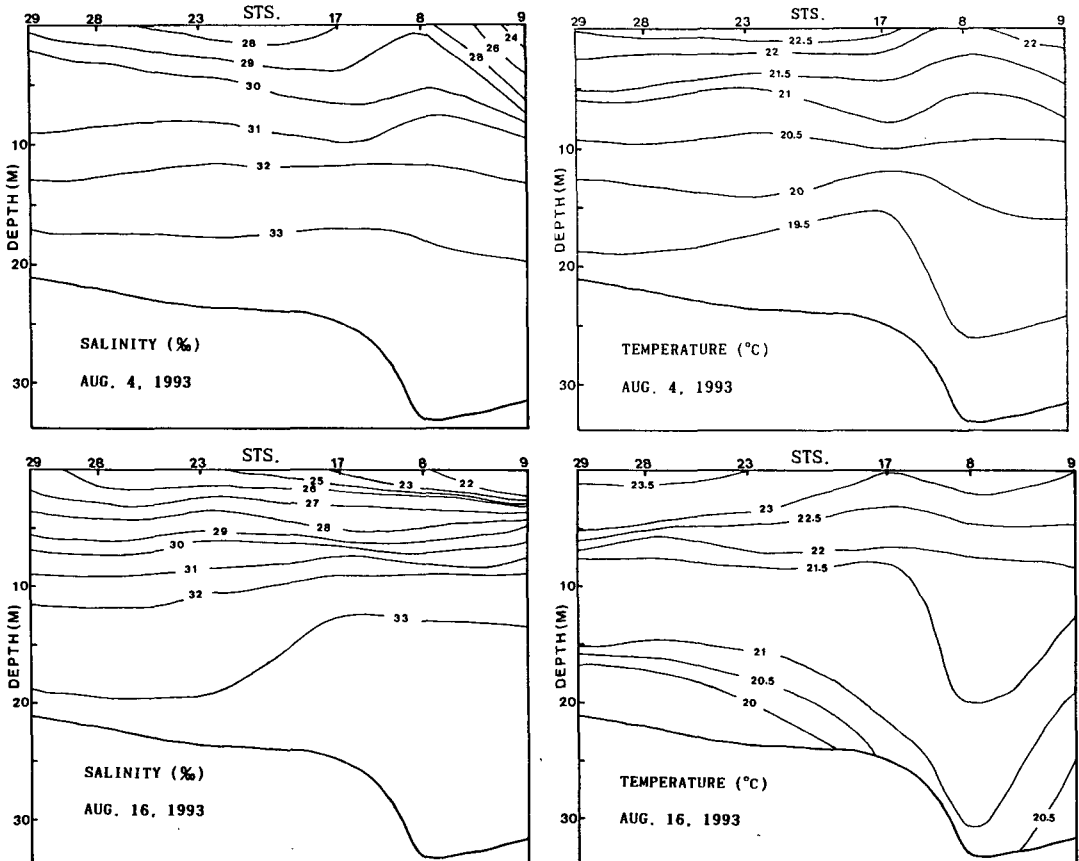 STS.
29 28 23 17 8 9
28
29
30
31
32
33
24
26
28
10
20
30
DEPTH (M)
SALINITY (‰)
AUG. 4, 1993
STS.
29 28 23 17 8 9
22.5
22
21.5
21
20.5
20
19.5
22
10
20
30
DEPTH (M)
TEMPERATURE (°C)
AUG. 4, 1993
STS.
29 28 23 17 8 9
25
26
27
28
29
30
31
32
33
23
22
10
20
30
DEPTH (M)
SALINITY (‰)
AUG. 16, 1993
STS.
29 28 23 17 8 9
23.5
23
22.5
22
21.5
21
20.5
20
20.5
10
20
30
DEPTH (M)
TEMPERATURE (°C)
AUG. 16, 1993